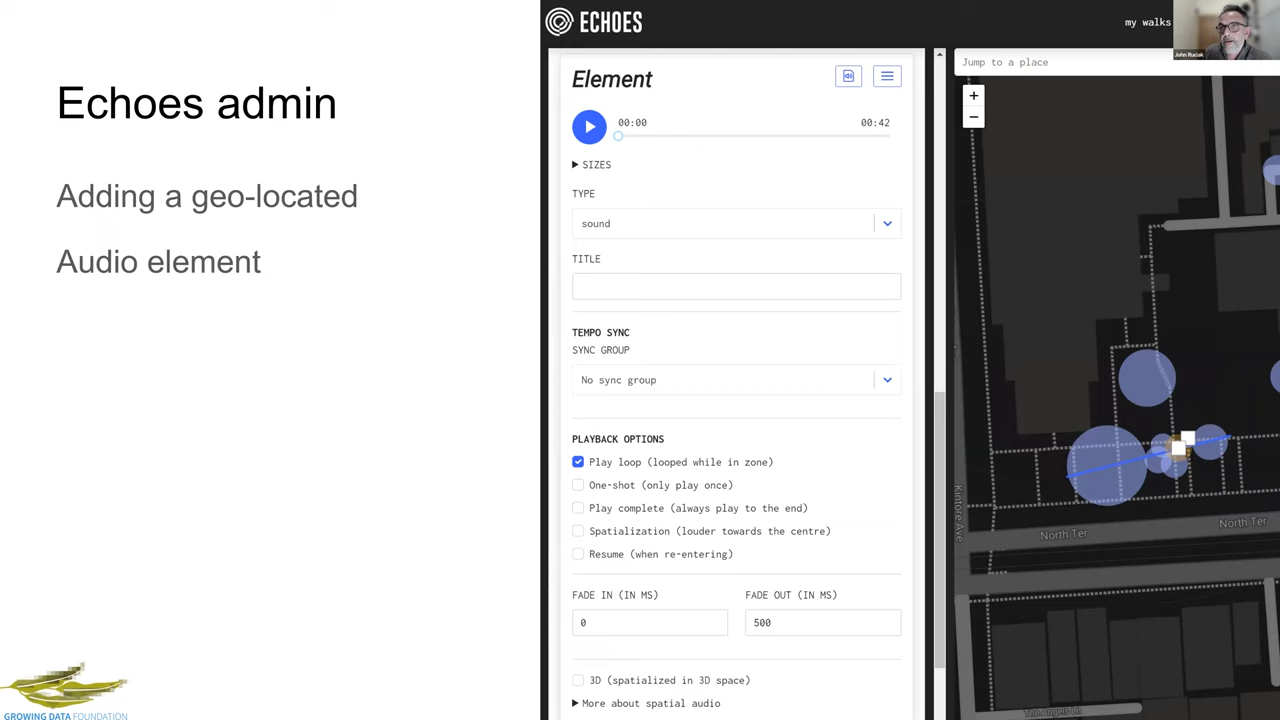 Echoes admin
Adding a geo-located
Audio element
GROWING DATA FOUNDATION
ECHOES
my walks
John Ruciak
Element
00:00
00:42
SIZES
TYPE
sound
TITLE
TEMPO SYNC
SYNC GROUP
No sync group
PLAYBACK OPTIONS
Play loop (looped while in zone)
One-shot (only play once)
Play complete (always play to the end)
Spatialization (louder towards the centre)
Resume (when re-entering)
FADE IN (IN MS)
FADE OUT (IN MS)
0
500
3D (spatialized in 3D space)
More about spatial audio
Jump to a place
+
−
Kintore Ave
North Ter
North Ter